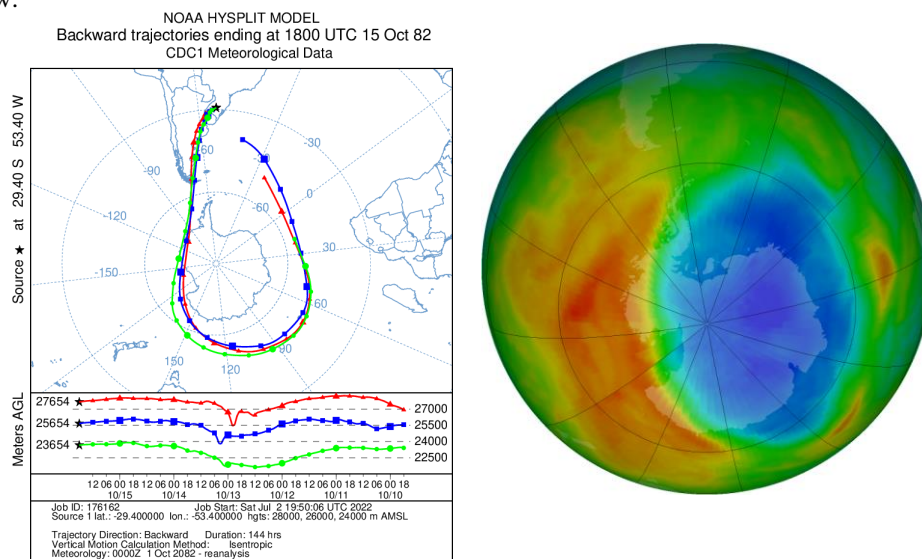 w.
NOAA HYSPLIT MODEL
Backward trajectories ending at 1800 UTC 15 Oct 82
CDC1 Meteorological Data
Source ★ at 29.40 S 53.40 W
-30
-60
-90
0
-60
-120
30
-150
60
90
150
120
Meters AGL
27654
27000
25654
25500
24000
23654
22500
12 06 00 18 12 06 00 18 12 06 00 18 12 06 00 18 12 06 00 18 12 06 00 18
10/15 10/14 10/13 10/12 10/11 10/10
Job ID: 176162 Job Start: Sat Jul 2 19:50:06 UTC 2022
Source 1 lat.: -29.400000 lon.: -53.400000 hgts: 28000, 26000, 24000 m AMSL
Trajectory Direction: Backward Duration: 144 hrs
Vertical Motion Calculation Method: Isentropic
Meteorology: 0000Z 1 Oct 2082 - reanalysis